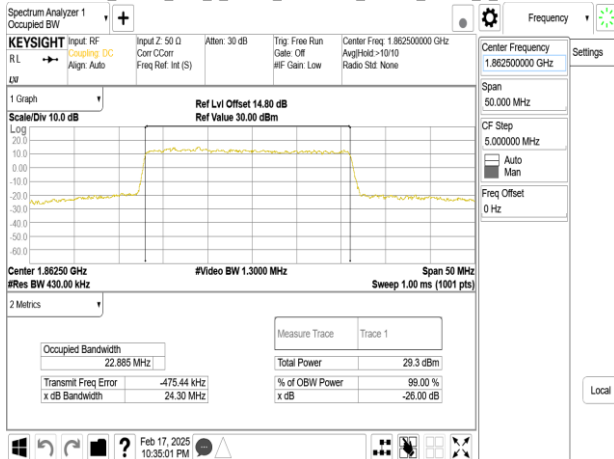 Spectrum Analyzer 1
Occupied BW
+
Frequency
KEYSIGHT
Input: RF
Input Z: 50 Ω
Atten: 30 dB
Trig: Free Run
Center Freq: 1.862500000 GHz
RL
Coupling: DC
Corr CCorr
Gate: Off
Avg|Hold:>10/10
Align: Auto
Freq Ref: Int (S)
#IF Gain: Low
Radio Std: None
LXI
Center Frequency
1.862500000 GHz
Settings
Span
50.000 MHz
CF Step
5.000000 MHz
Auto
Man
Freq Offset
0 Hz
Local
1 Graph
Ref Lvl Offset 14.80 dB
Scale/Div 10.0 dB
Ref Value 30.00 dBm
Log
20.0
10.0
0.00
-10.0
-20.0
-30.0
-40.0
-50.0
-60.0
Center 1.86250 GHz
#Video BW 1.3000 MHz
Span 50 MHz
#Res BW 430.00 kHz
Sweep 1.00 ms (1001 pts)
2 Metrics
Measure Trace
Trace 1
Occupied Bandwidth
22.885 MHz
Total Power
29.3 dBm
Transmit Freq Error
-475.44 kHz
% of OBW Power
99.00 %
x dB Bandwidth
24.30 MHz
x dB
-26.00 dB
?
Feb 17, 2025
10:35:01 PM